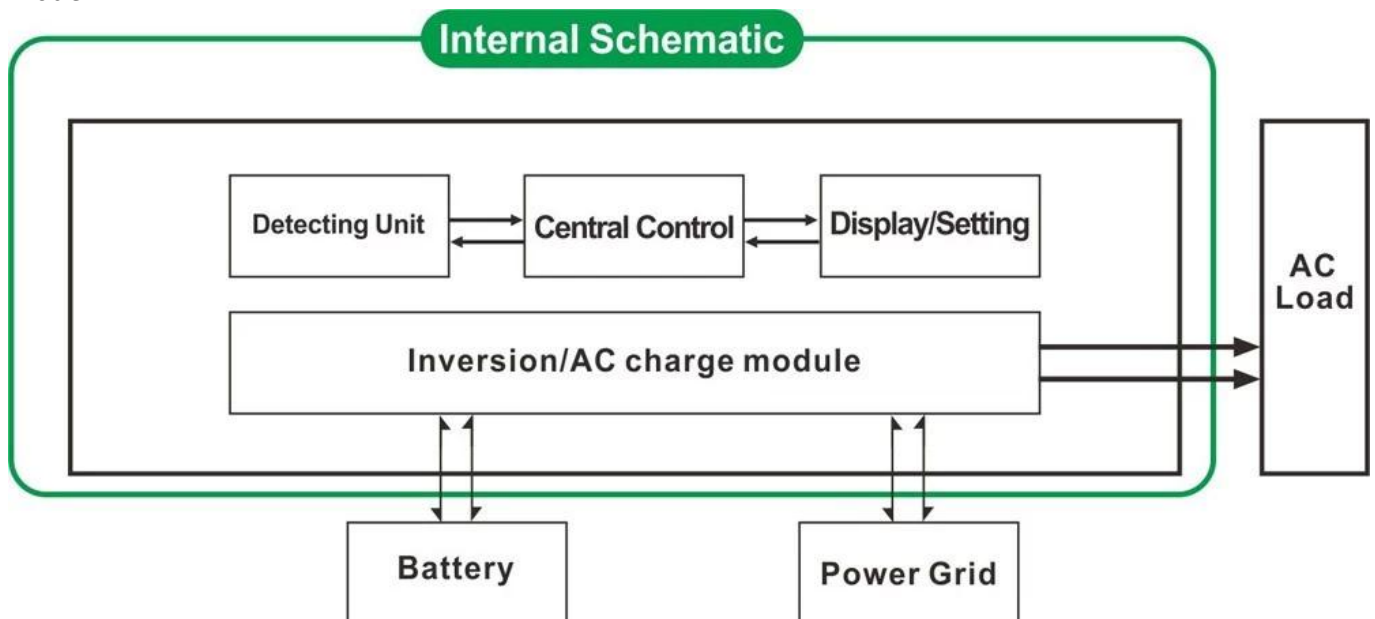 Internal Schematic
Detecting Unit
Central Control
Display/Setting
AC
Load
Inversion/AC charge module
Battery
Power Grid